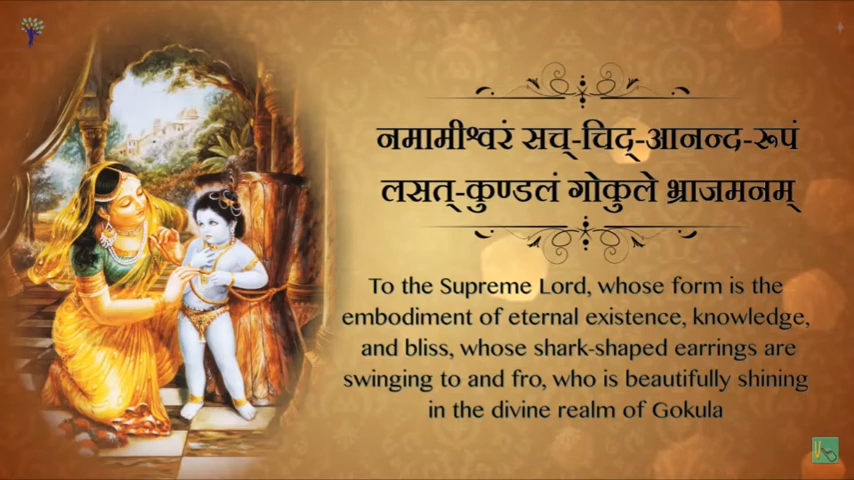 नमामीश्वरं सच्-चिद्-आनन्द-रूपं
लसत्-कुण्डलं गोकुले भ्राजमनम्
To the Supreme Lord, whose form is the
embodiment of eternal existence, knowledge,
and bliss, whose shark-shaped earrings are
swinging to and fro, who is beautifully shining
in the divine realm of Gokula